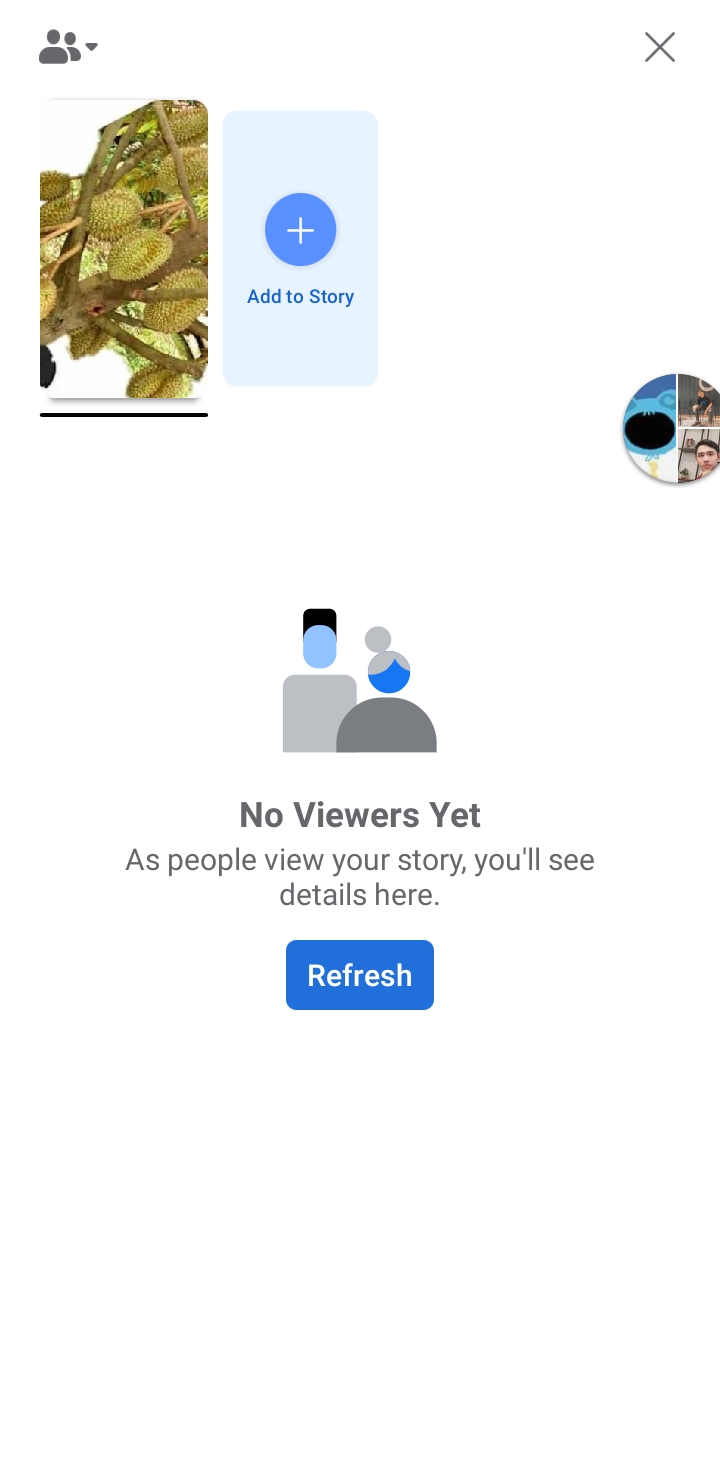 Add to Story
No Viewers Yet
As people view your story, you'll see
details here.
Refresh